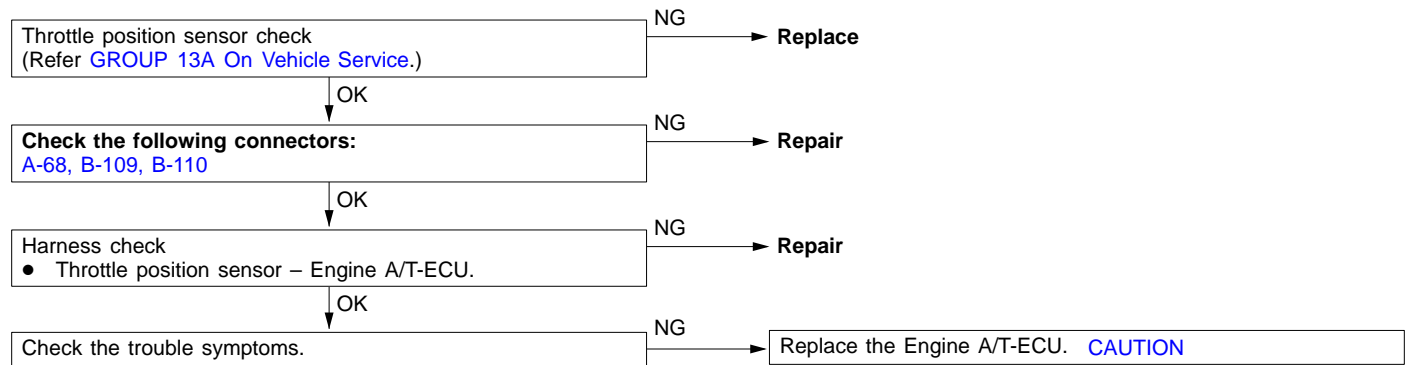 Throttle position sensor check
(Refer GROUP 13A On Vehicle Service.)
NG
Replace
OK
Check the following connectors:
A-68, B-109, B-110
NG
Repair
OK
Harness check
● Throttle position sensor – Engine A/T-ECU.
NG
Repair
OK
Check the trouble symptoms.
NG
Replace the Engine A/T-ECU. CAUTION